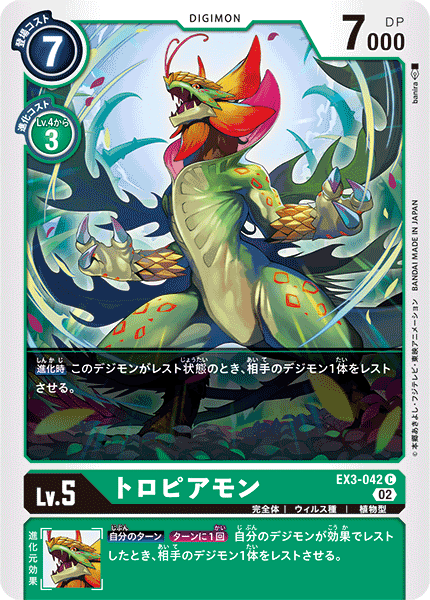 DIGIMON
登場コスト
7
7000
DP
進化コスト
Lv.4から
3
banira
©本郷あきよし・フジテレビ・東映アニメーション BANDAI MADE IN JAPAN
進化時 このデジモンがレスト状態のとき、相手のデジモン1体をレスト
させる。
EX3-042 C
Lv.5
トロピアモン
02
完全体 | ウィルス種 | 植物型
進化元効果
自分のターン ターンに1回 自分のデジモンが効果でレスト
したとき、相手のデジモン1体をレストさせる。